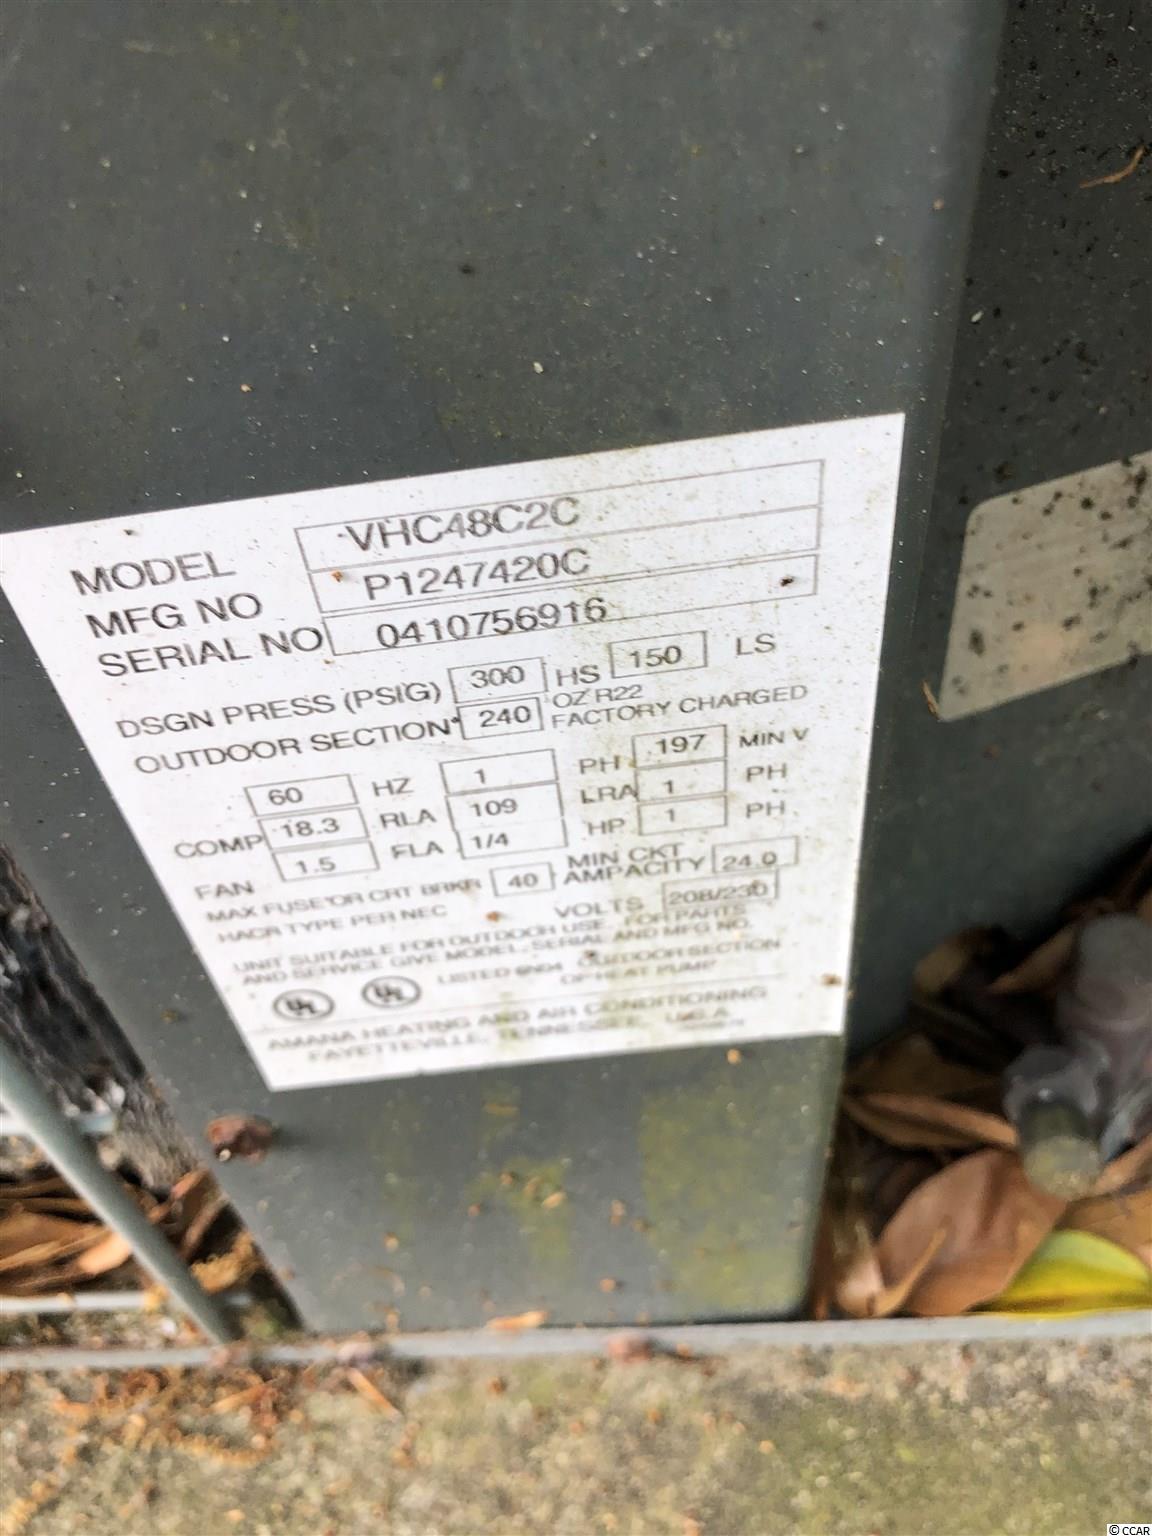 MODEL VHC48C2C
MFG NO P1247420C
SERIAL NO 0410756916
DSGN PRESS (PSIG) 300 HS 150 LS
OUTDOOR SECTION 240 OZ R22 FACTORY CHARGED
60 HZ 1 PH 197 MIN V
COMP 18.3 RLA 109 LRA 1 PH
FAN 1.5 FLA 1/4 HP 1 PH
MAX FUSE OR CRT BRKR 40 MIN CKT AMPACITY 24.0
HACR TYPE PER NEC VOLTS 208/230
UNIT SUITABLE FOR OUTDOOR USE. FOR PARTS
AND SERVICE GIVE MODEL, SERIAL AND MFG NO.
UL UL LISTED OUTDOOR SECTION
OF HEAT PUMP
AMANA HEATING AND AIR CONDITIONING
FAYETTEVILLE, TENNESSEE, U.S.A.
© CCAR